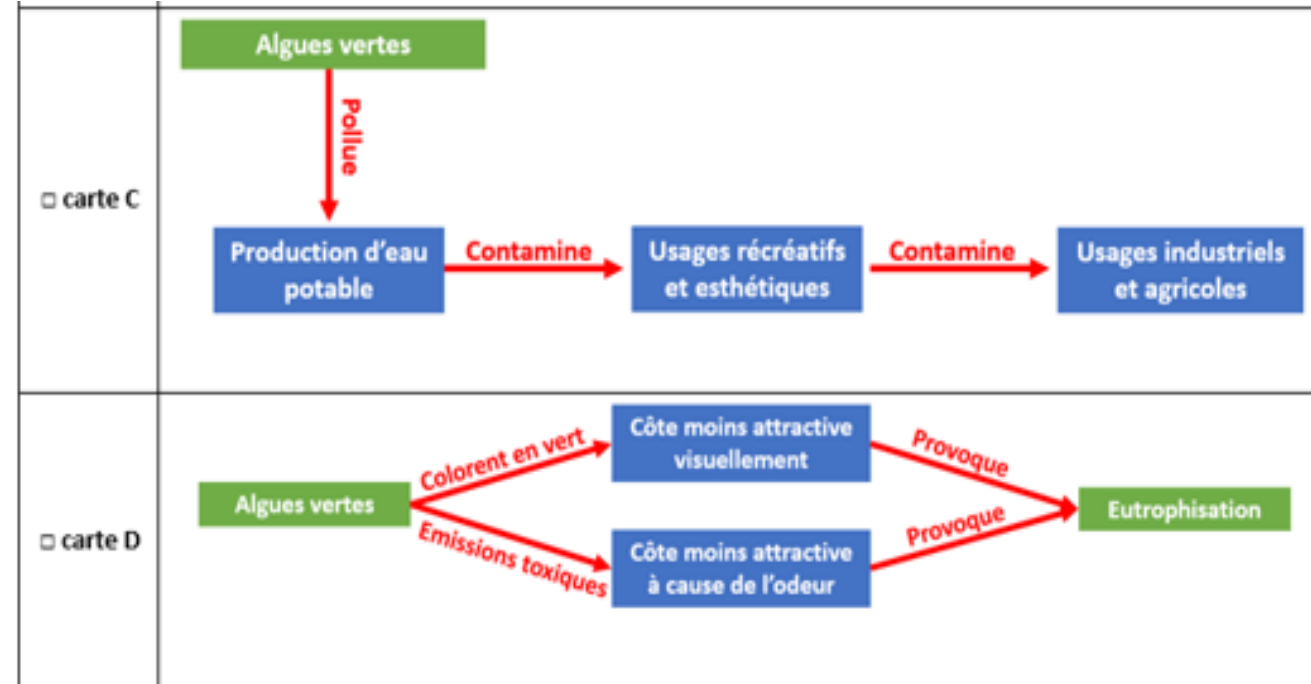 Algues vertes
Pollue
□ carte C
Production d'eau
potable
Contamine
Usages récréatifs
et esthétiques
Contamine
Usages industriels
et agricoles
□ carte D
Algues vertes
Colorent en vert
Emissions toxiques
Côte moins attractive
visuellement
Côte moins attractive
à cause de l'odeur
Provoque
Provoque
Eutrophisation